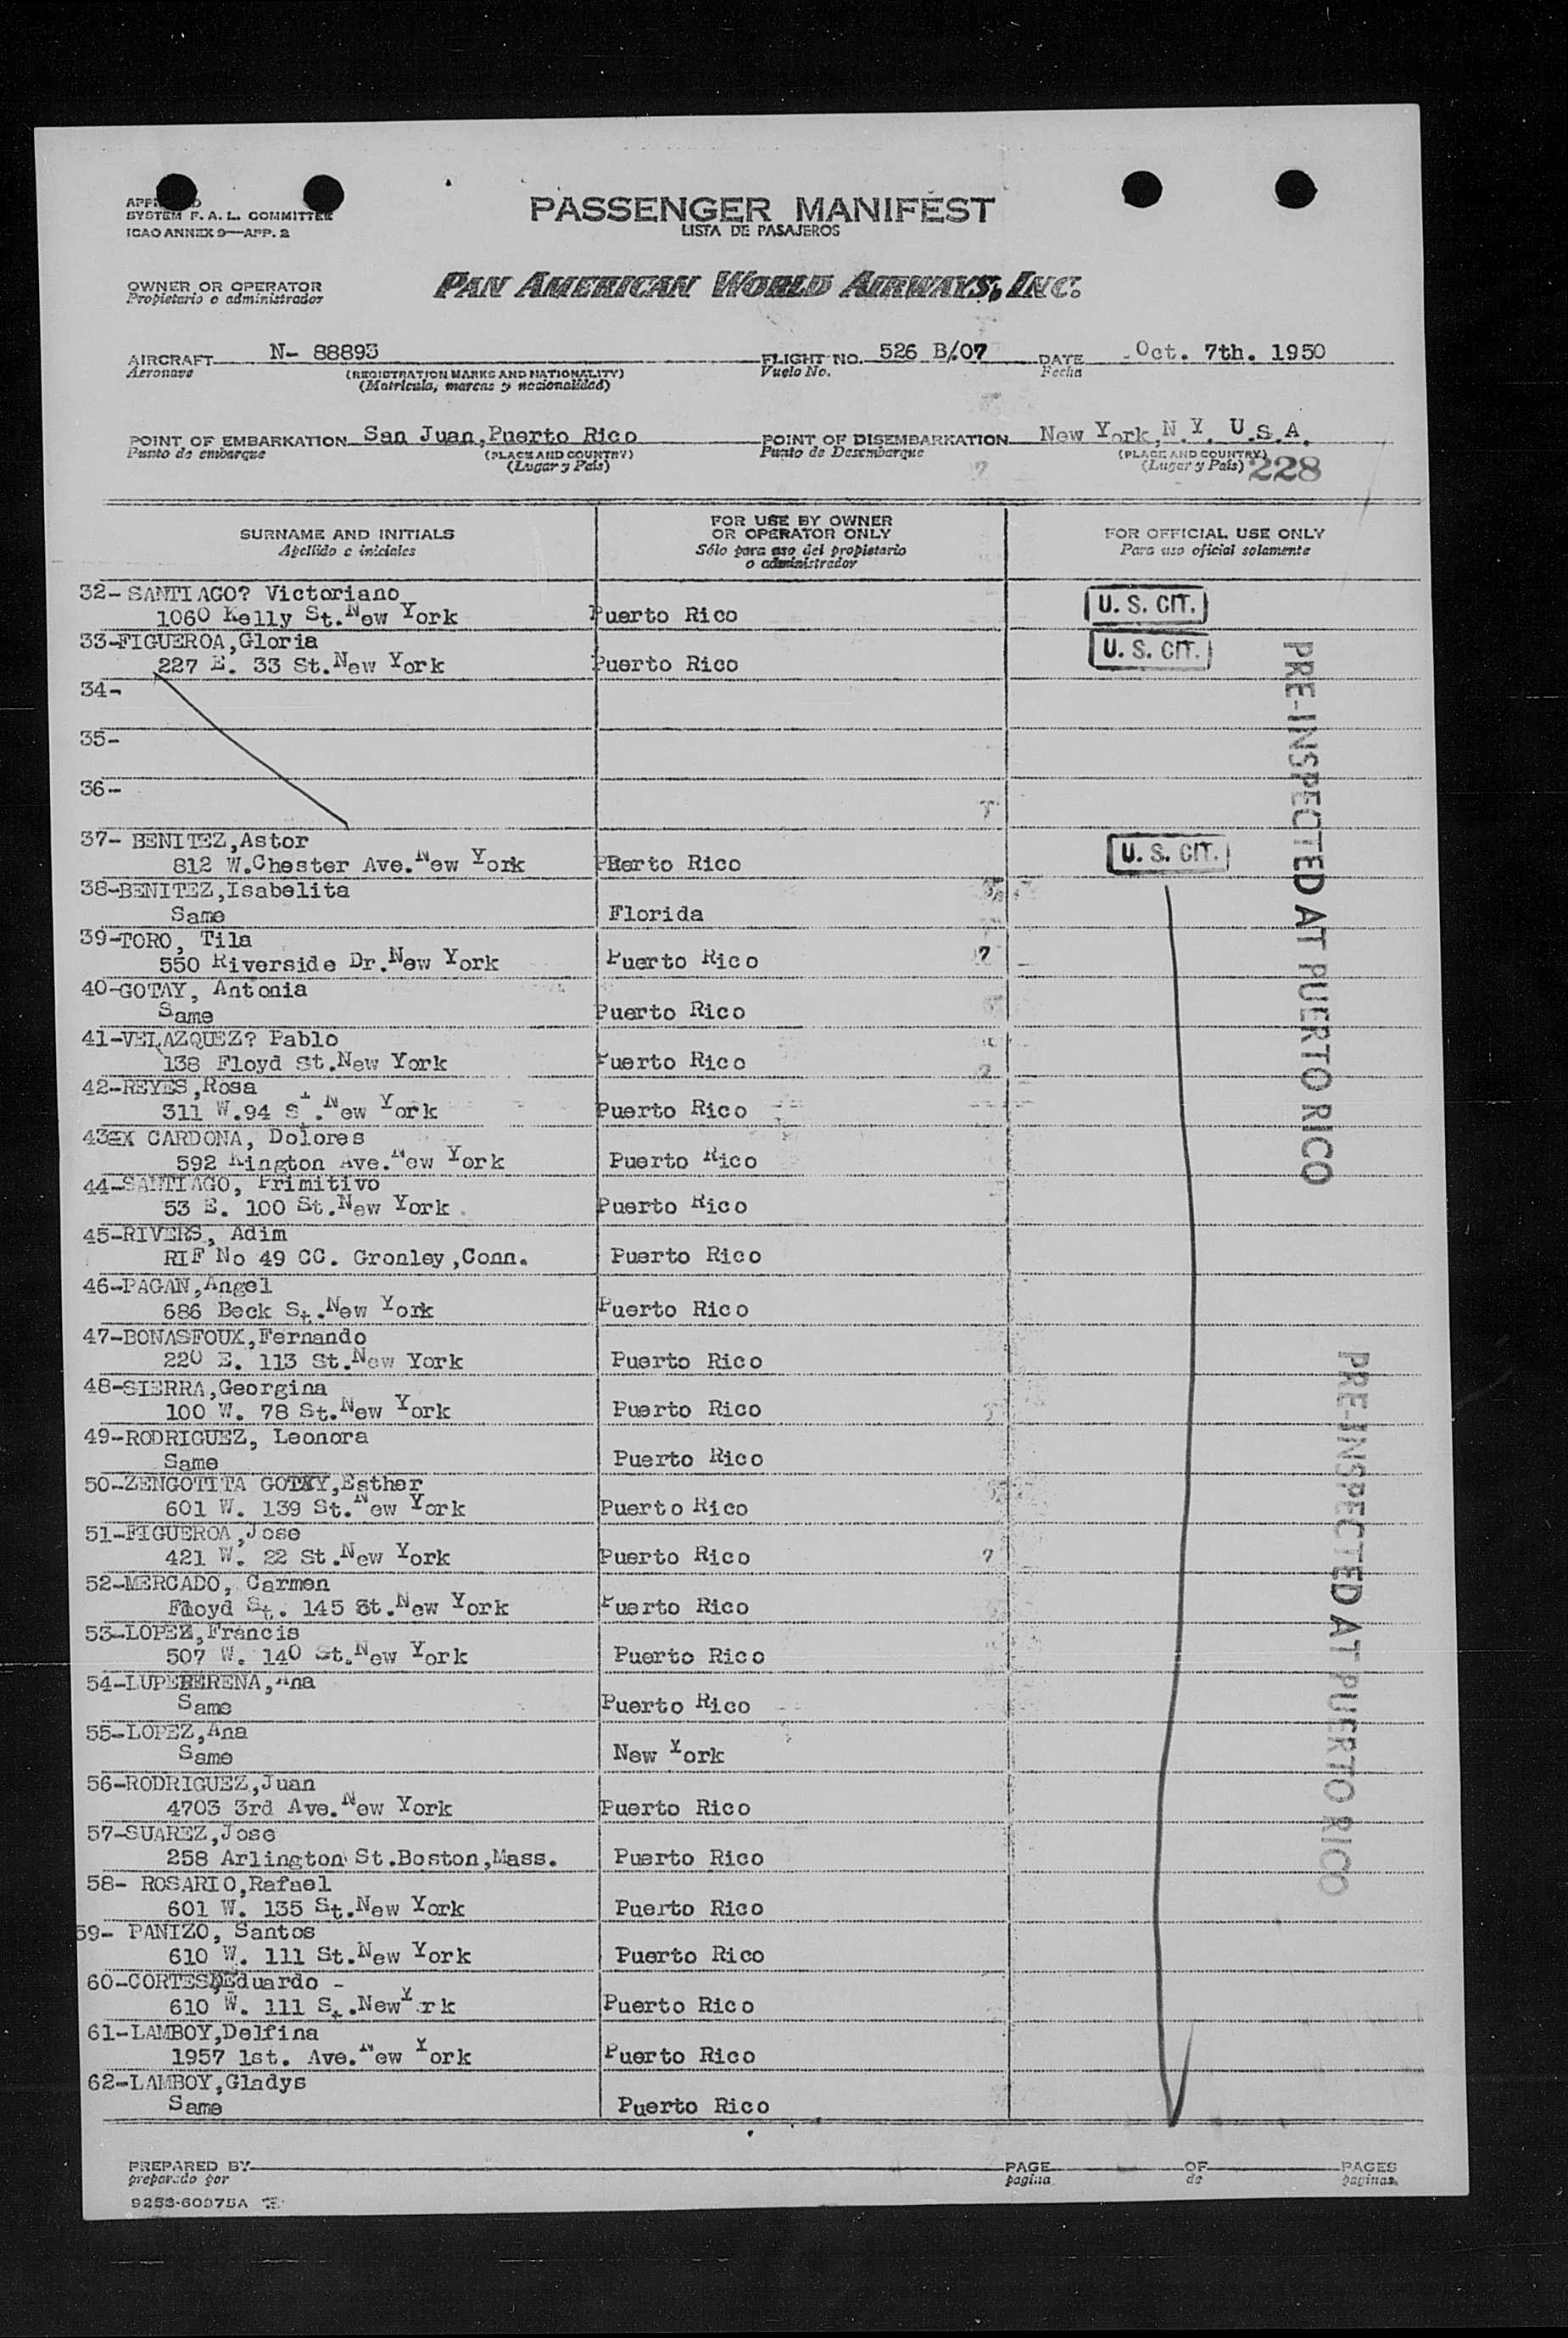 SYSTEM F. A. L. COMMITTEE
ICAO ANNEX 9—APP. 2
PASSENGER MANIFEST
LISTA DE PASAJEROS
OWNER OR OPERATOR
Propietario o administrador
PAN AMERICAN WORLD AIRWAYS, INC.
AIRCRAFT N- 88893 FLIGHT NO. 526 B/07 DATE Oct. 7th. 1950
Aeronave (REGISTRATION MARKS AND NATIONALITY) Vuelo No. Fecha
(Matricula, marcas y nacionalidad)
POINT OF EMBARKATION San Juan,Puerto Rico POINT OF DISEMBARKATION New York,N.Y. U.S.A.
Punto de embarque (PLACE AND COUNTRY) Punto de Desembarque (PLACE AND COUNTRY)
(Lugar y País) (Lugar y País) 228
SURNAME AND INITIALS FOR USE BY OWNER OR OPERATOR ONLY FOR OFFICIAL USE ONLY
Apellido e iniciales Sólo para uso del propietario o administrador Para uso oficial solamente
32- SANTIAGO? Victoriano
1060 Kelly St.New York Puerto Rico U. S. CIT.
33-FIGUEROA,Gloria
227 E. 33 St.New York Puerto Rico U. S. CIT.
34-
35-
36-
37- BENITEZ,Astor
812 W.Chester Ave.New York Puerto Rico U. S. CIT.
38-BENITEZ,Isabelita
Same Florida
39-TORO, Tila
550 Riverside Dr.New York Puerto Rico 7
40-GOTAY, Antonia
Same Puerto Rico
41-VELAZQUEZ? Pablo
138 Floyd St.New York Puerto Rico
42-REYES,Rosa
311 W.94 St.New York Puerto Rico
43 CARDONA, Dolores
592 Kington Ave.New York Puerto Rico
44-SANTIAGO, Primitivo
53 E. 100 St.New York Puerto Rico
45-RIVERS, Adim
RIF No 49 CC. Gronley,Conn. Puerto Rico
46-PAGAN,Angel
686 Beck St.New York Puerto Rico
47-BONASFOUX,Fernando
220 E. 113 St.New York Puerto Rico
48-SIERRA,Georgina
100 W. 78 St.New York Puerto Rico
49-RODRIGUEZ, Leonora
Same Puerto Rico
50-ZENGOTITA GOTAY,Esther
601 W. 139 St.New York Puerto Rico
51-FIGUEROA,Jose
421 W. 22 St.New York Puerto Rico 7
52-MERCADO, Carmen
Floyd St. 145 St.New York Puerto Rico
53-LOPEZ,Francis
507 W. 140 St.New York Puerto Rico
54- Ana
Same Puerto Rico
55-LOPEZ,Ana
Same New York
56-RODRIGUEZ,Juan
4703 3rd Ave.New York Puerto Rico
57-SUAREZ,Jose
258 Arlington St.Boston,Mass. Puerto Rico
58- ROSARIO,Rafael
601 W. 135 St.New York Puerto Rico
59- PANIZO, Santos
610 W. 111 St.New York Puerto Rico
60-CORTES,Eduardo -
610 W. 111 St.New Y rk Puerto Rico
61-LAMBOY,Delfina
1957 1st. Ave.New York Puerto Rico
62-LAMBOY,Gladys
Same Puerto Rico
PRE-INSPECTED AT PUERTO RICO
PRE-INSPECTED AT PUERTO RICO
PREPARED BY PAGE OF PAGES
preparado por pagina de paginas